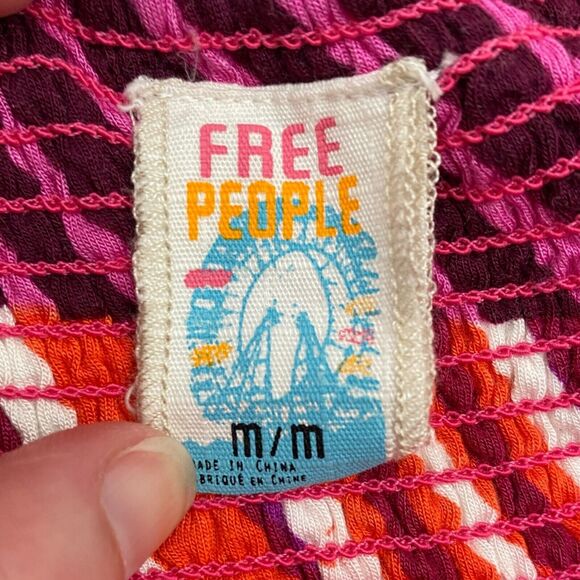 FREE
PEOPLE
m/m
ADE IN CHINA
BRIQUÉ EN CHINE